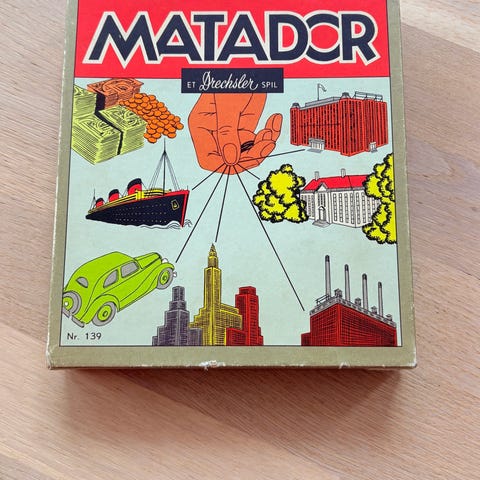 MATADOR
ET Drechsler SPIL
Nr. 139